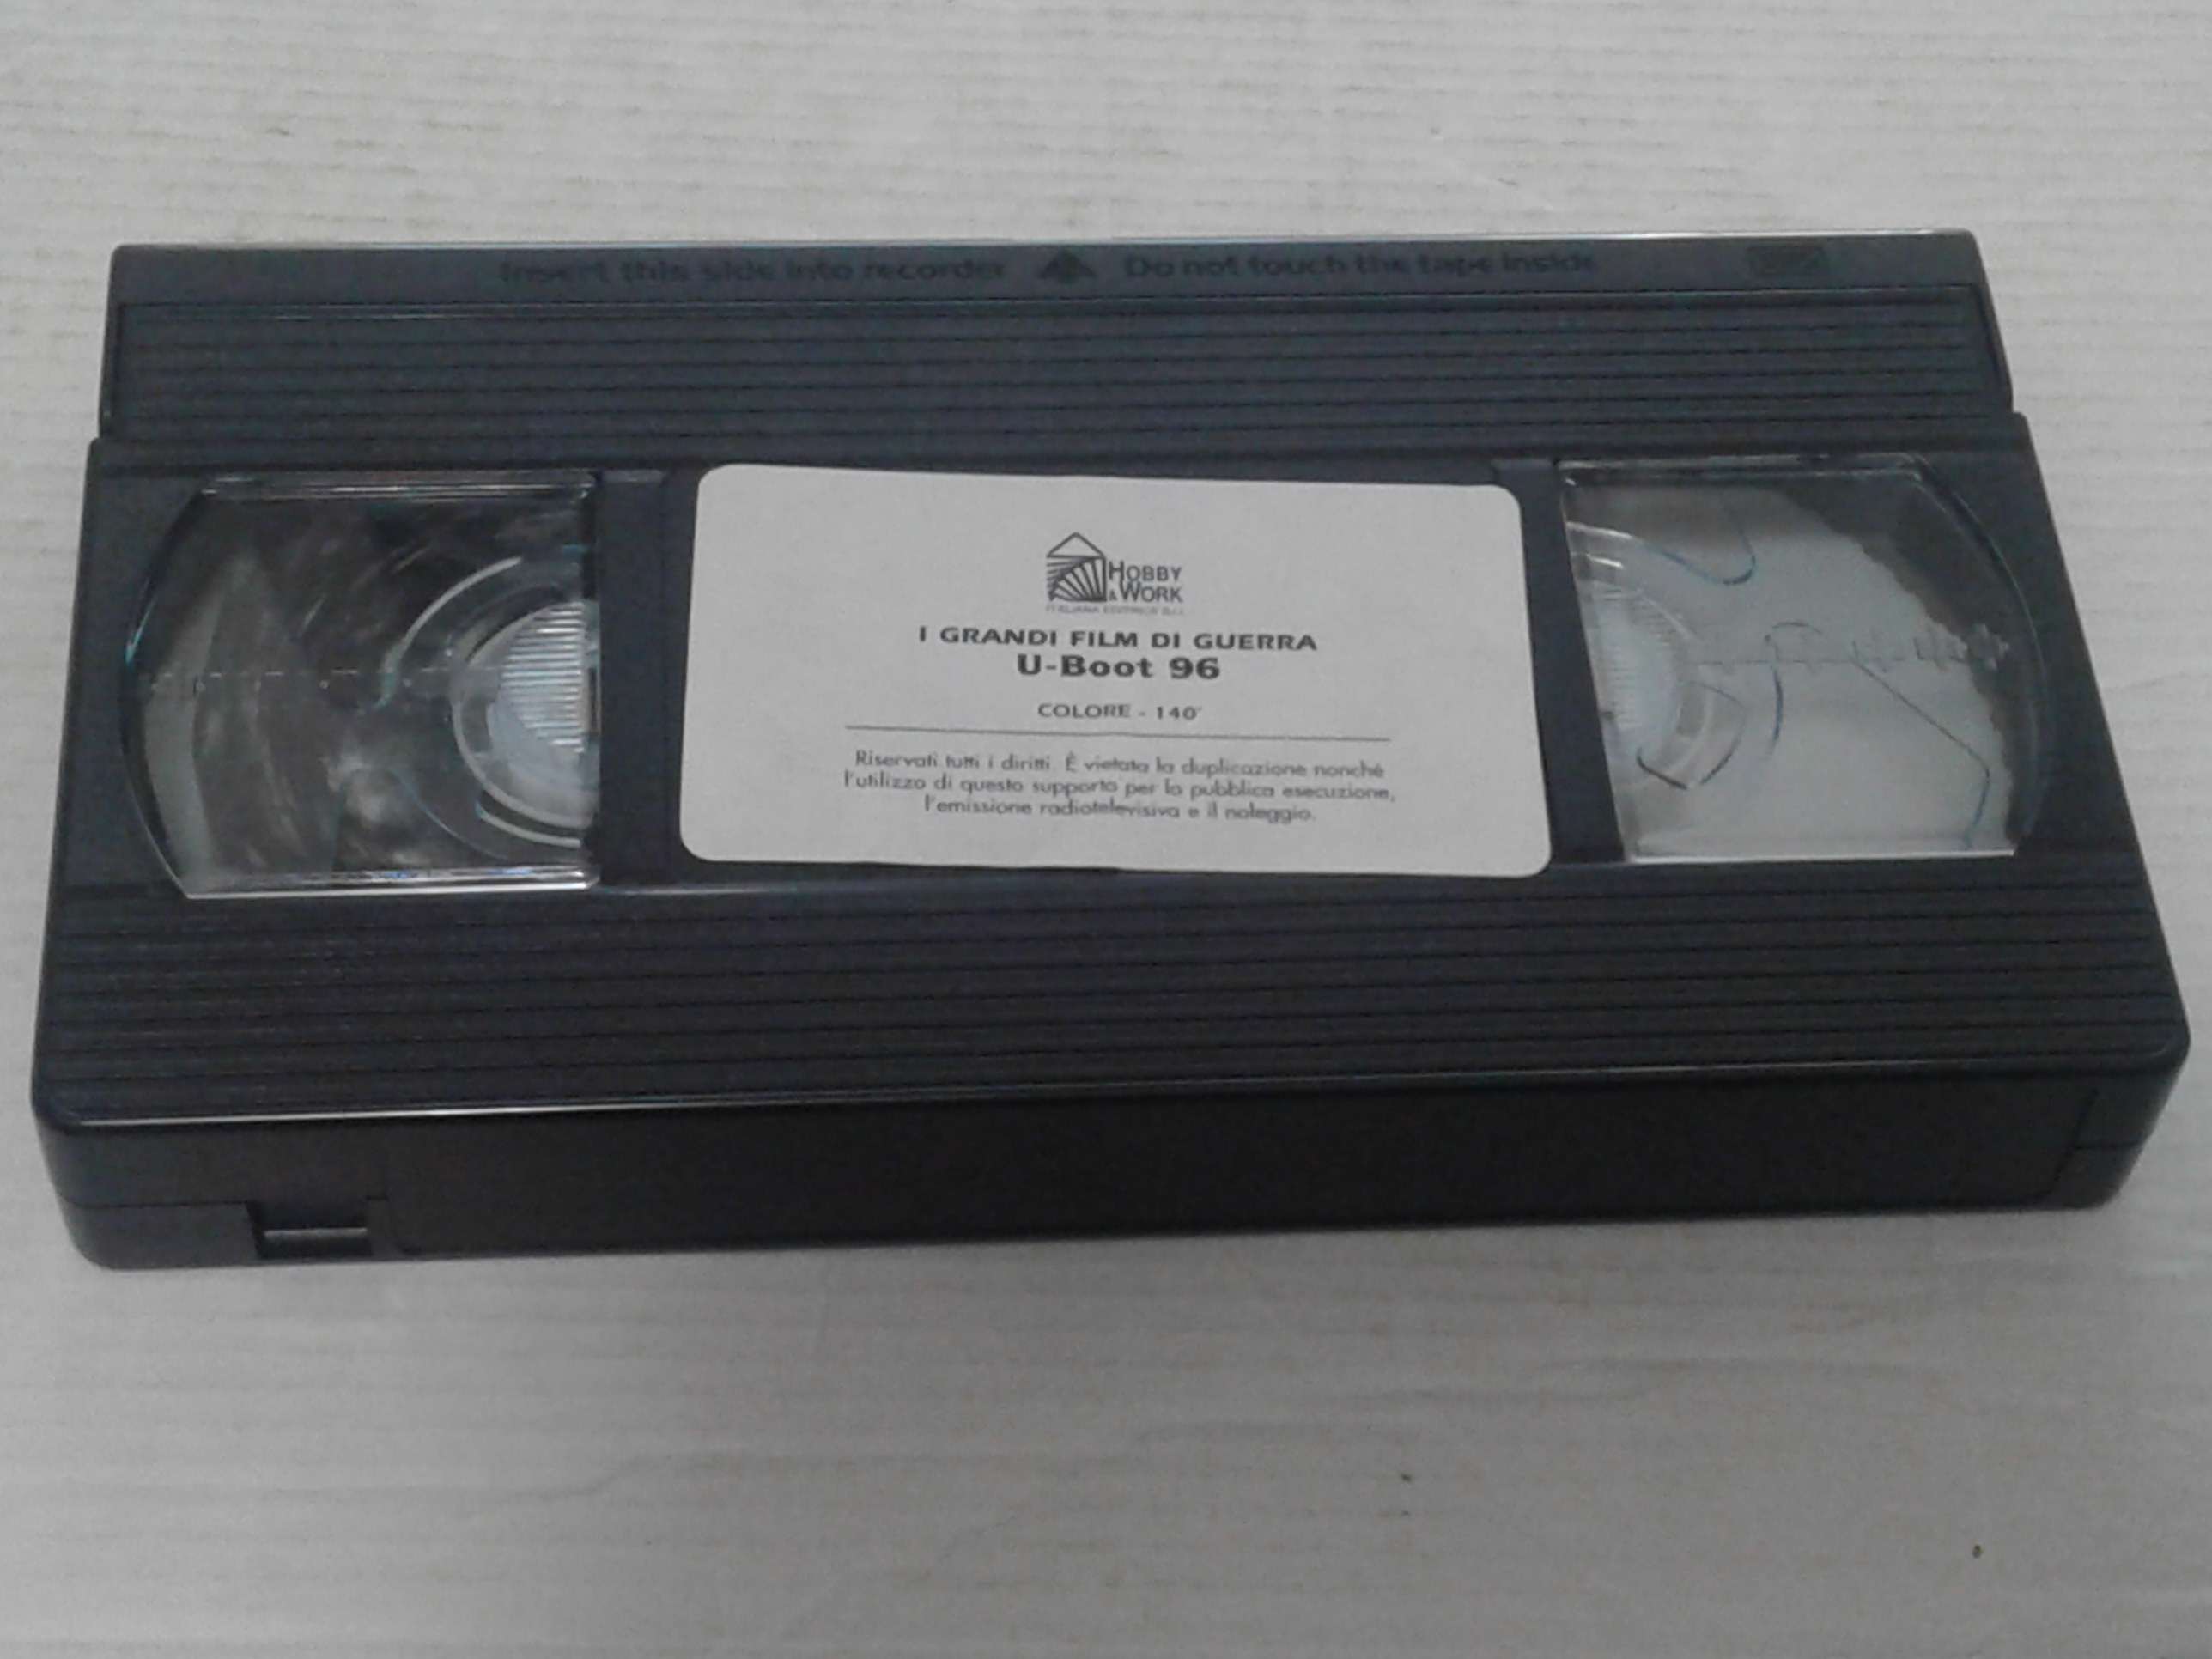 Insert this side into recorder Do not touch the tape inside
HOBBY
& WORK
ITALIANA EDITRICE S.r.l.
I GRANDI FILM DI GUERRA
U-Boot 96
COLORE - 140'
Riservati tutti i diritti. È vietata la duplicazione nonché
l'utilizzo di questo supporto per la pubblica esecuzione,
l'emissione radiotelevisiva e il noleggio.